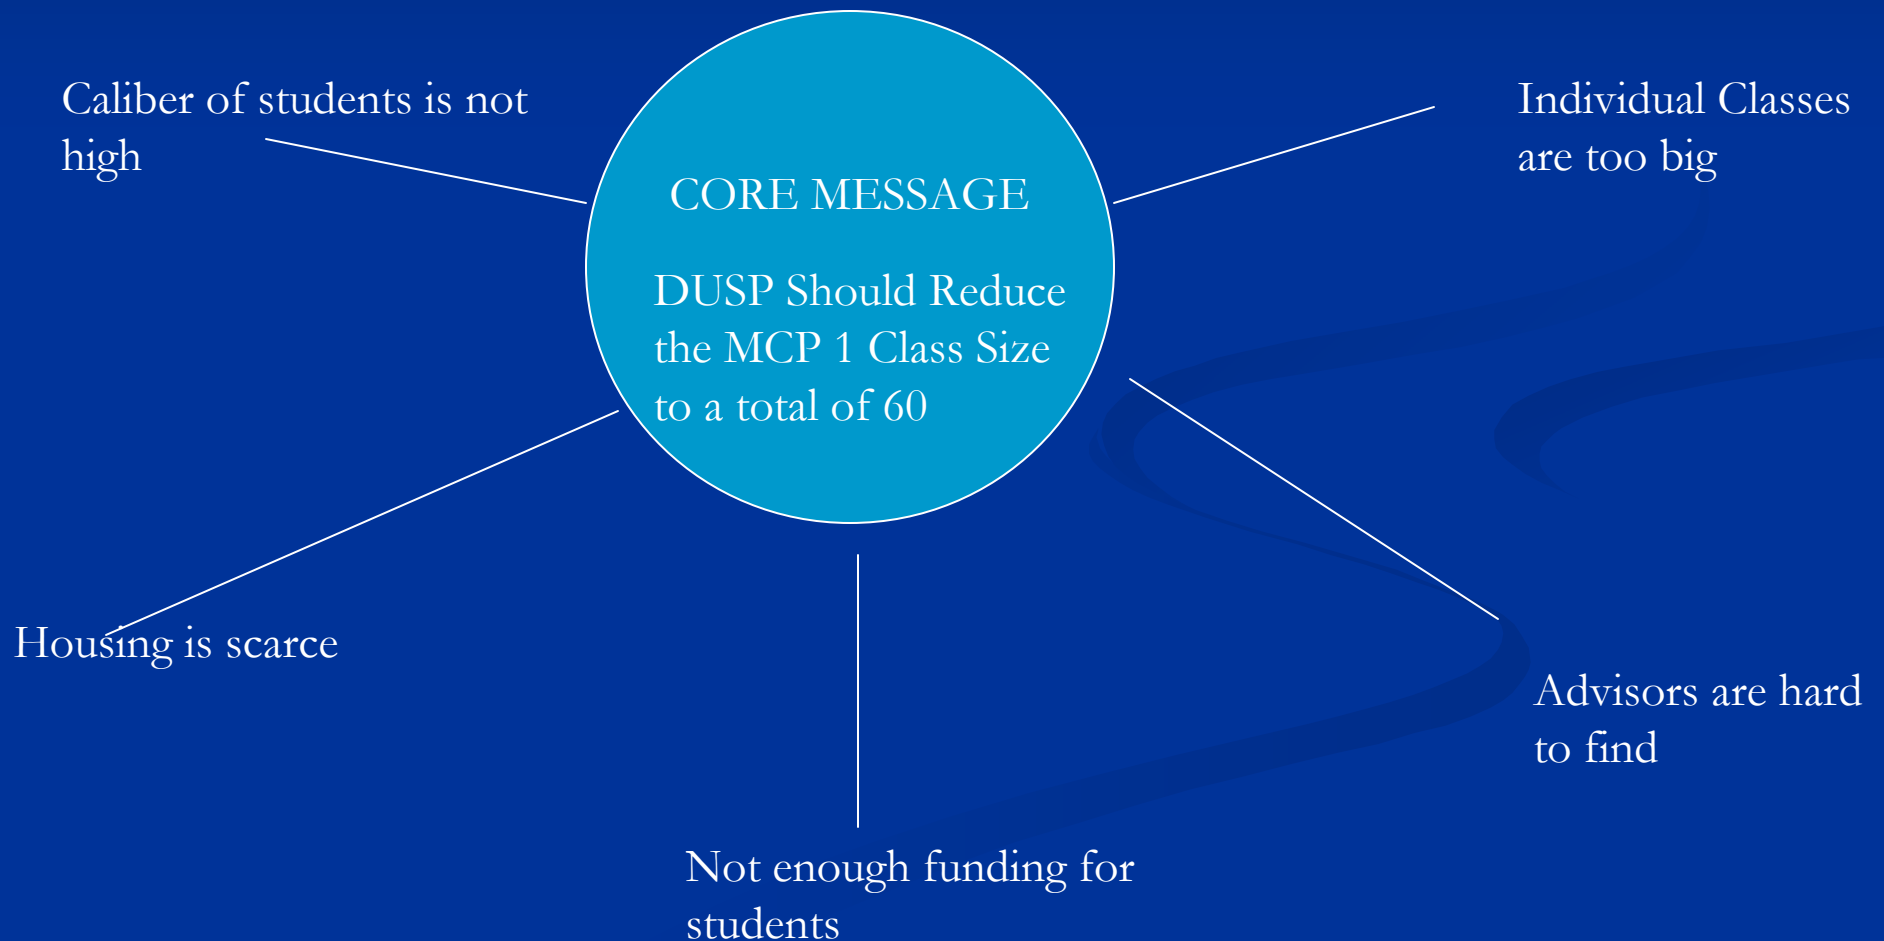 Caliber of students is not
high
CORE MESSAGE
DUSP Should Reduce
the MCP 1 Class Size
to a total of 60
Individual Classes
are too big
Housing is scarce
Advisors are hard
to find
Not enough funding for
students